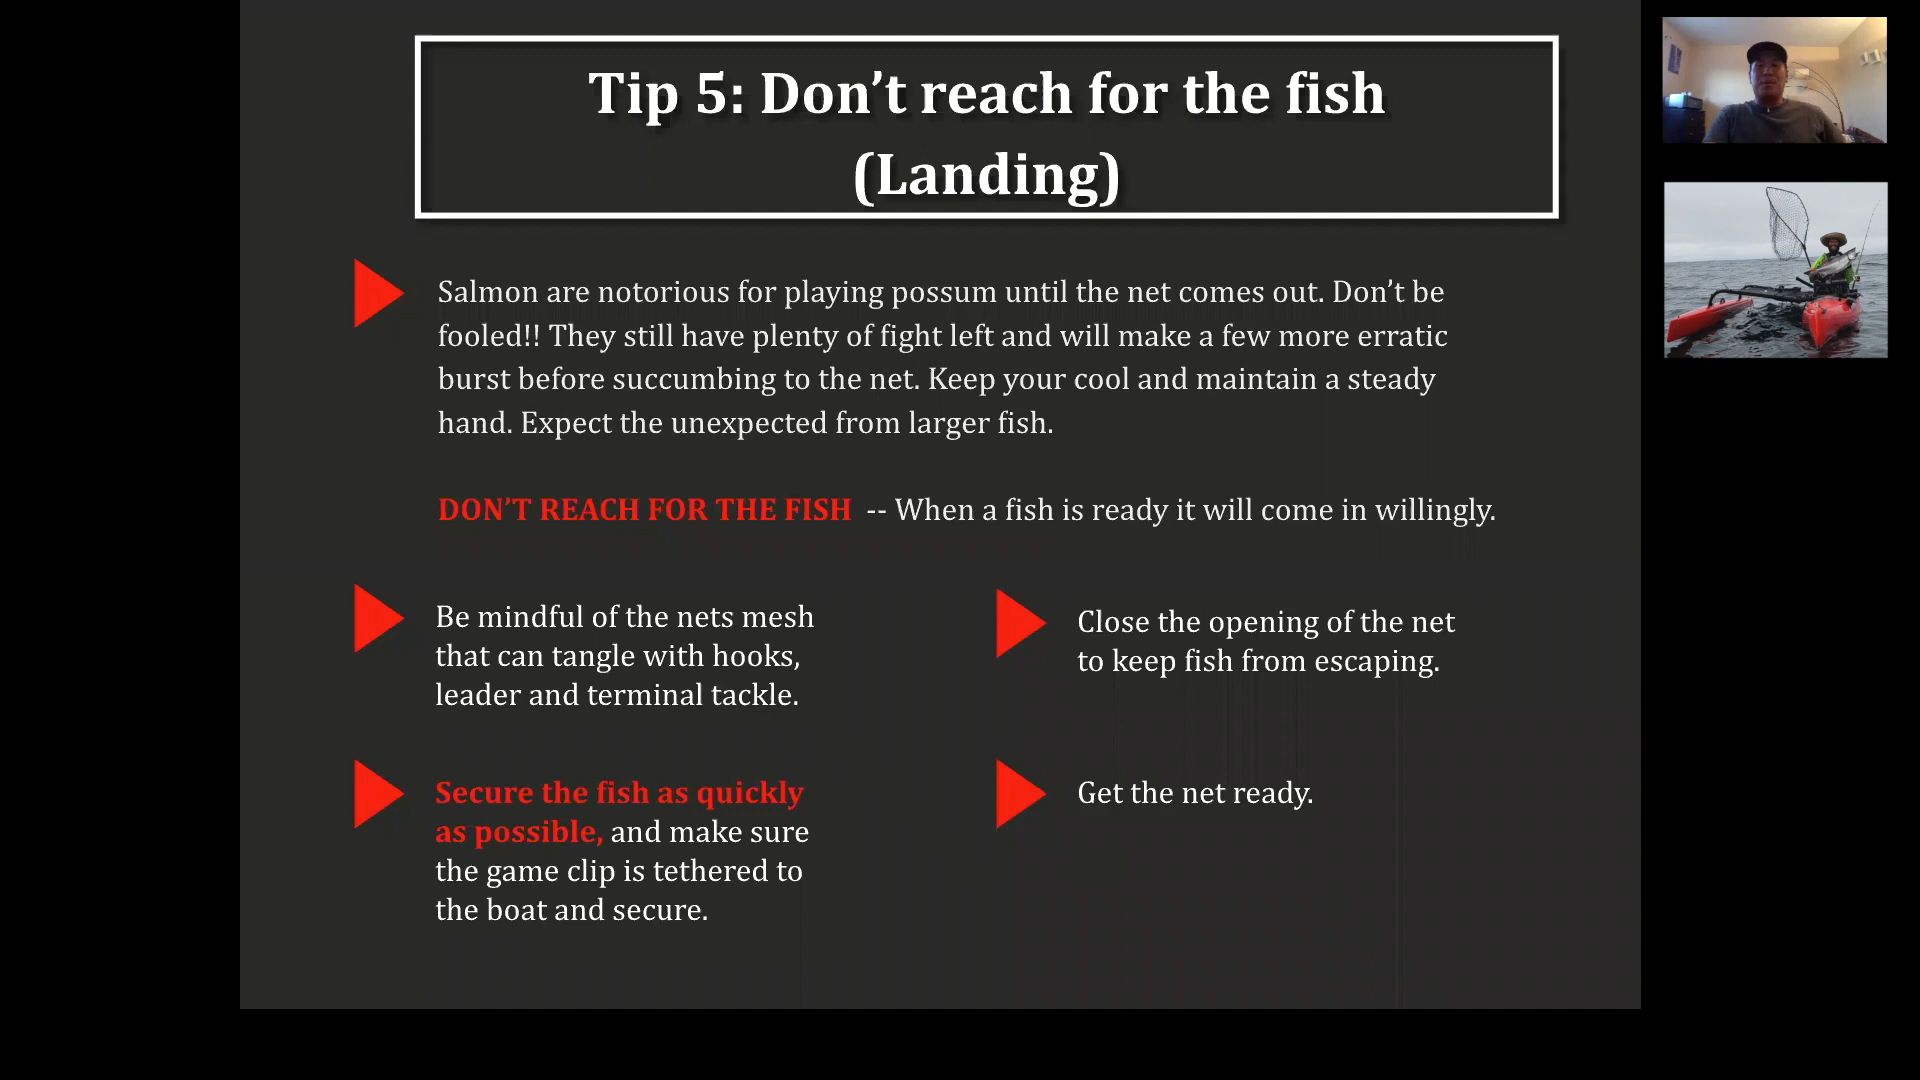 Tip 5: Don’t reach for the fish
(Landing)
Salmon are notorious for playing possum until the net comes out. Don’t be
fooled!! They still have plenty of fight left and will make a few more erratic
burst before succumbing to the net. Keep your cool and maintain a steady
hand. Expect the unexpected from larger fish.
DON’T REACH FOR THE FISH -- When a fish is ready it will come in willingly.
Be mindful of the nets mesh
that can tangle with hooks,
leader and terminal tackle.
Close the opening of the net
to keep fish from escaping.
Secure the fish as quickly
as possible, and make sure
the game clip is tethered to
the boat and secure.
Get the net ready.